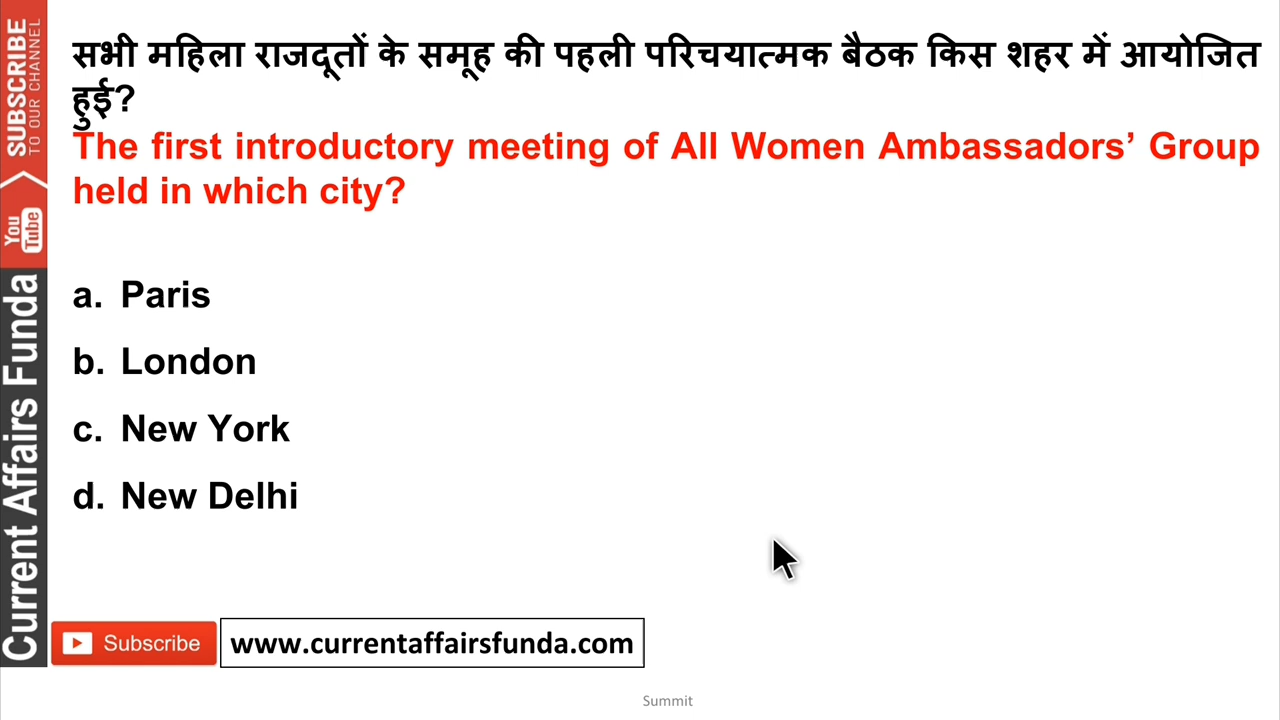 सभी महिला राजदूतों के समूह की पहली परिचयात्मक बैठक किस शहर में आयोजित
हुई?
The first introductory meeting of All Women Ambassadors’ Group
held in which city?
a. Paris
b. London
c. New York
d. New Delhi
SUBSCRIBE
TO OUR CHANNEL
You
Tube
Current Affairs Funda
Subscribe
www.currentaffairsfunda.com
Summit